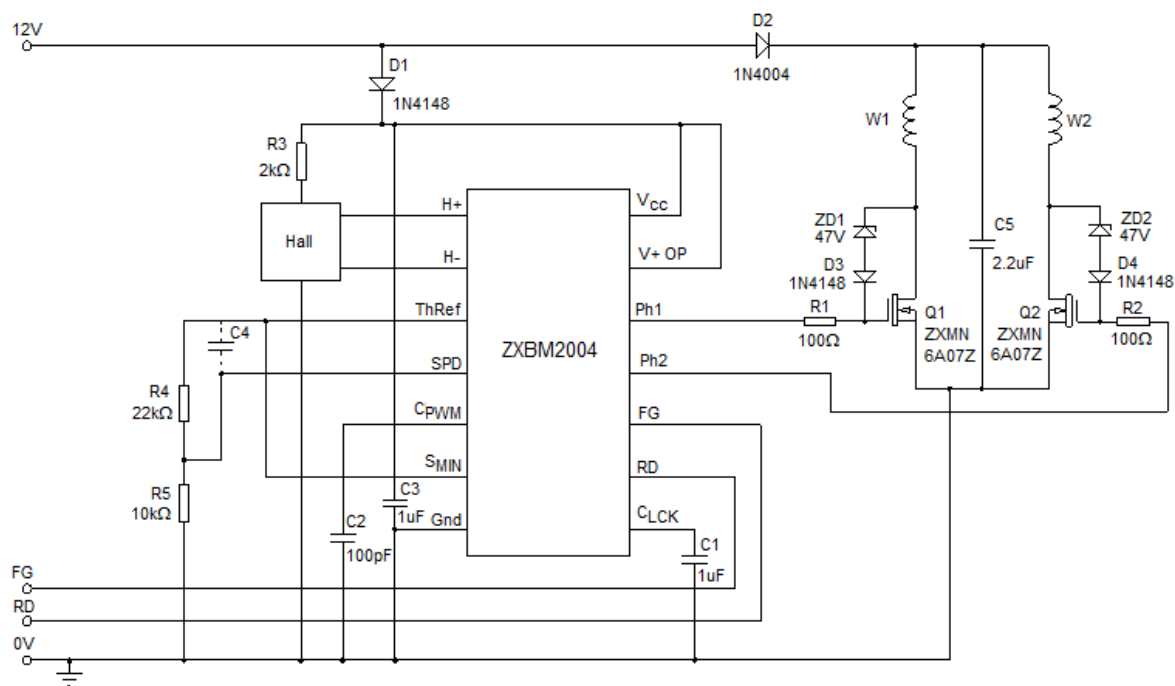 12V
D2
1N4004
D1
1N4148
W1
W2
R3
2kΩ
Hall
H+
H-
ThRef
SPD
CPWM
SMIN
Gnd
ZXBM2004
VCC
V+ OP
Ph1
Ph2
FG
RD
CLCK
ZD1
47V
D3
1N4148
R1
100Ω
Q1
ZXMN
6A07Z
C5
2.2uF
Q2
ZXMN
6A07Z
ZD2
47V
D4
1N4148
R2
100Ω
C4
R4
22kΩ
R5
10kΩ
C2
100pF
C3
1uF
C1
1uF
FG
RD
0V